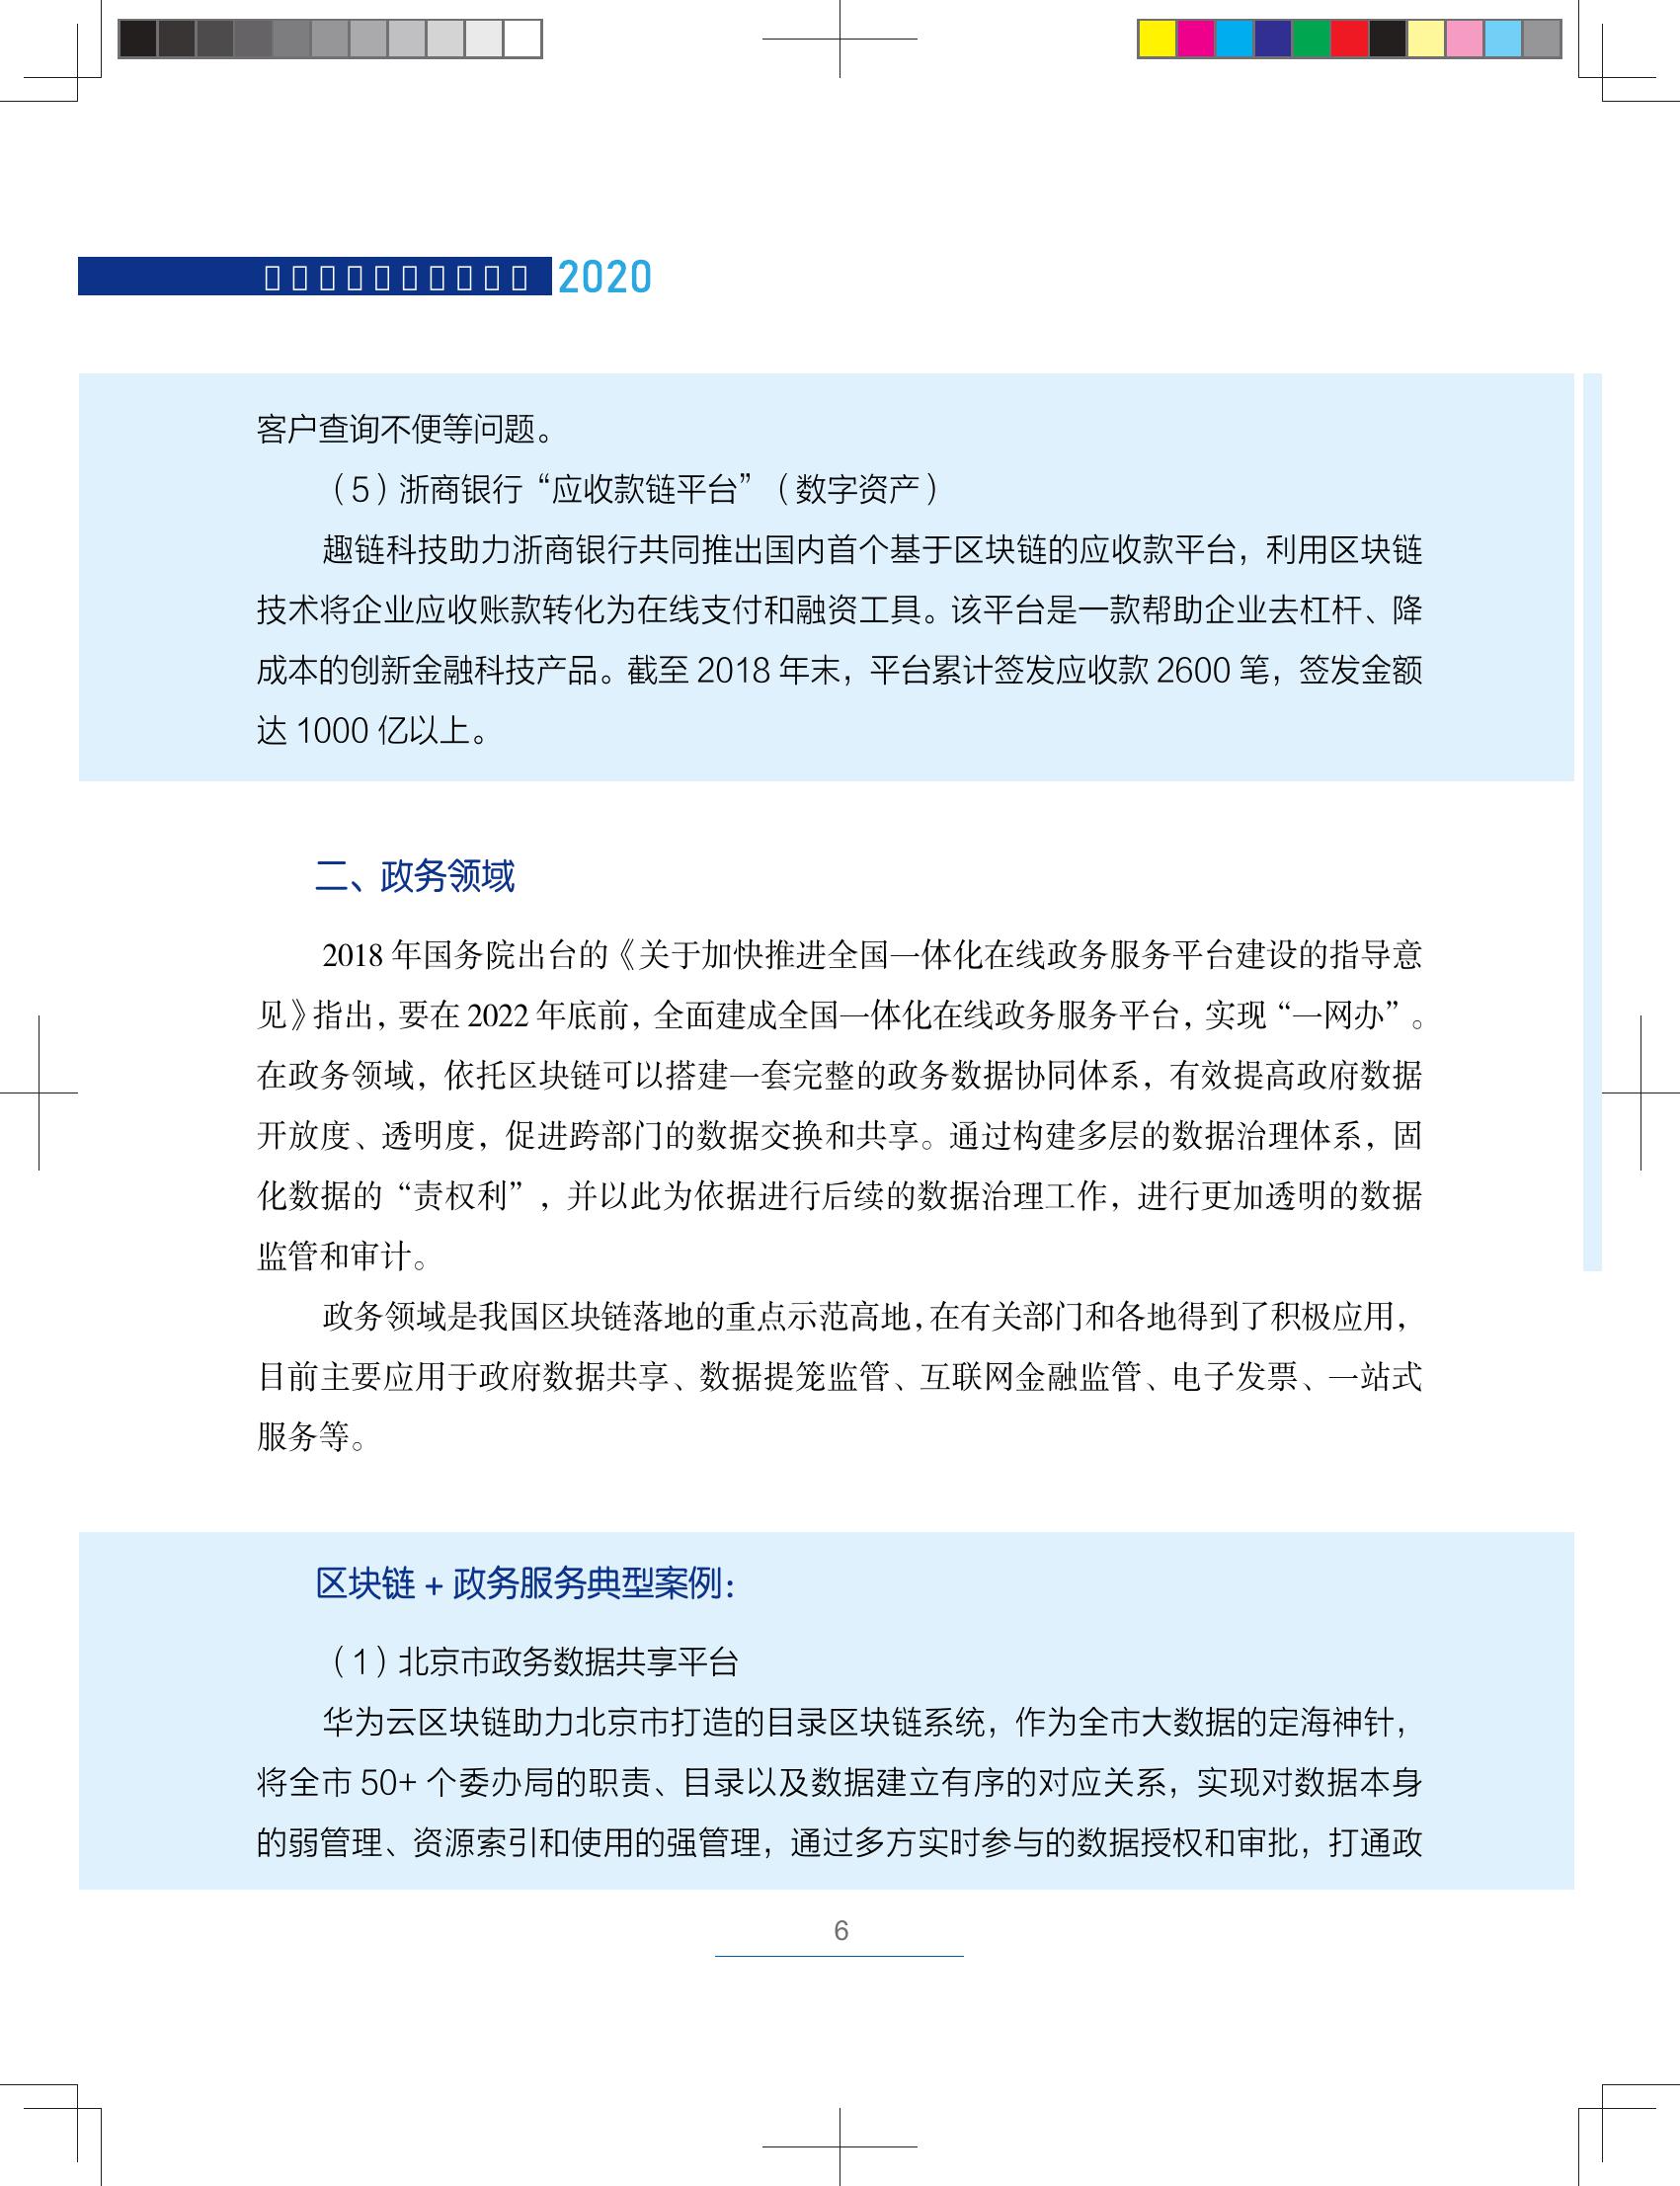 2020
客户查询不便等问题。
（5）浙商银行“应收款链平台”（数字资产）
趣链科技助力浙商银行共同推出国内首个基于区块链的应收款平台，利用区块链
技术将企业应收账款转化为在线支付和融资工具。该平台是一款帮助企业去杠杆、降
成本的创新金融科技产品。截至 2018 年末，平台累计签发应收款 2600 笔，签发金额
达 1000 亿以上。
二、政务领域
2018 年国务院出台的《关于加快推进全国一体化在线政务服务平台建设的指导意
见》指出，要在 2022 年底前，全面建成全国一体化在线政务服务平台，实现“一网办”。
在政务领域，依托区块链可以搭建一套完整的政务数据协同体系，有效提高政府数据
开放度、透明度，促进跨部门的数据交换和共享。通过构建多层的数据治理体系，固
化数据的“责权利”，并以此为依据进行后续的数据治理工作，进行更加透明的数据
监管和审计。
政务领域是我国区块链落地的重点示范高地，在有关部门和各地得到了积极应用，
目前主要应用于政府数据共享、数据提笼监管、互联网金融监管、电子发票、一站式
服务等。
区块链 + 政务服务典型案例：
（1）北京市政务数据共享平台
华为云区块链助力北京市打造的目录区块链系统，作为全市大数据的定海神针，
将全市 50+ 个委办局的职责、目录以及数据建立有序的对应关系，实现对数据本身
的弱管理、资源索引和使用的强管理，通过多方实时参与的数据授权和审批，打通政
6